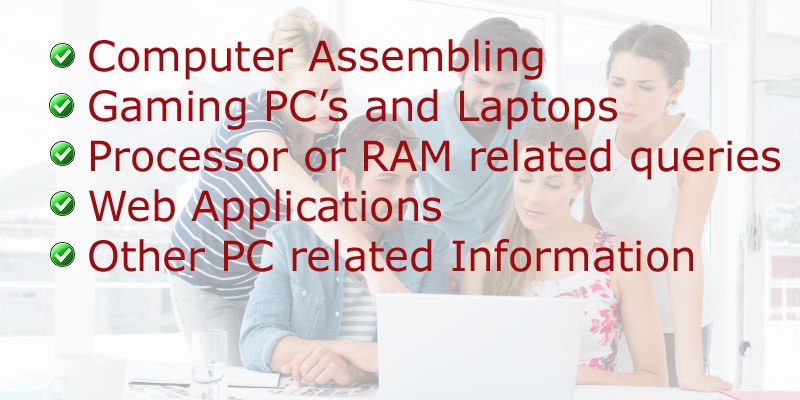 Computer Assembling
Gaming PC’s and Laptops
Processor or RAM related queries
Web Applications
Other PC related Information